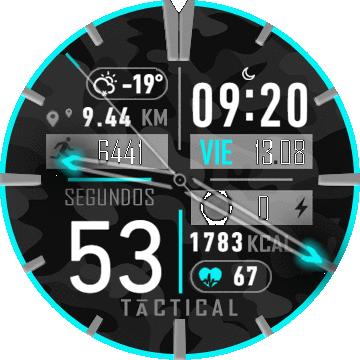 -19°
09:20
9.44 KM
6441
VIE 13.08
SEGUNDOS
0
53
1783 KCAL
67
TACTICAL